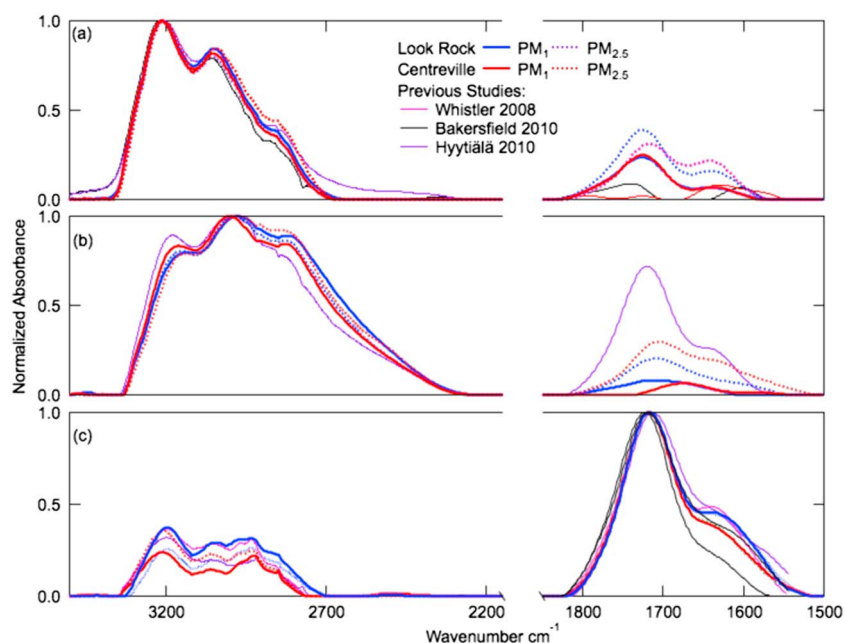 1.0
(a)
Look Rock PM1 PM2.5
Centreville PM1 PM2.5
Previous Studies:
Whistler 2008
Bakersfield 2010
Hyytiälä 2010
0.5
0.0
1.0
(b)
0.5
0.0
1.0
(c)
0.5
0.0
Normalized Absorbance
3200 2700 2200 1800 1700 1600 1500
Wavenumber cm-1